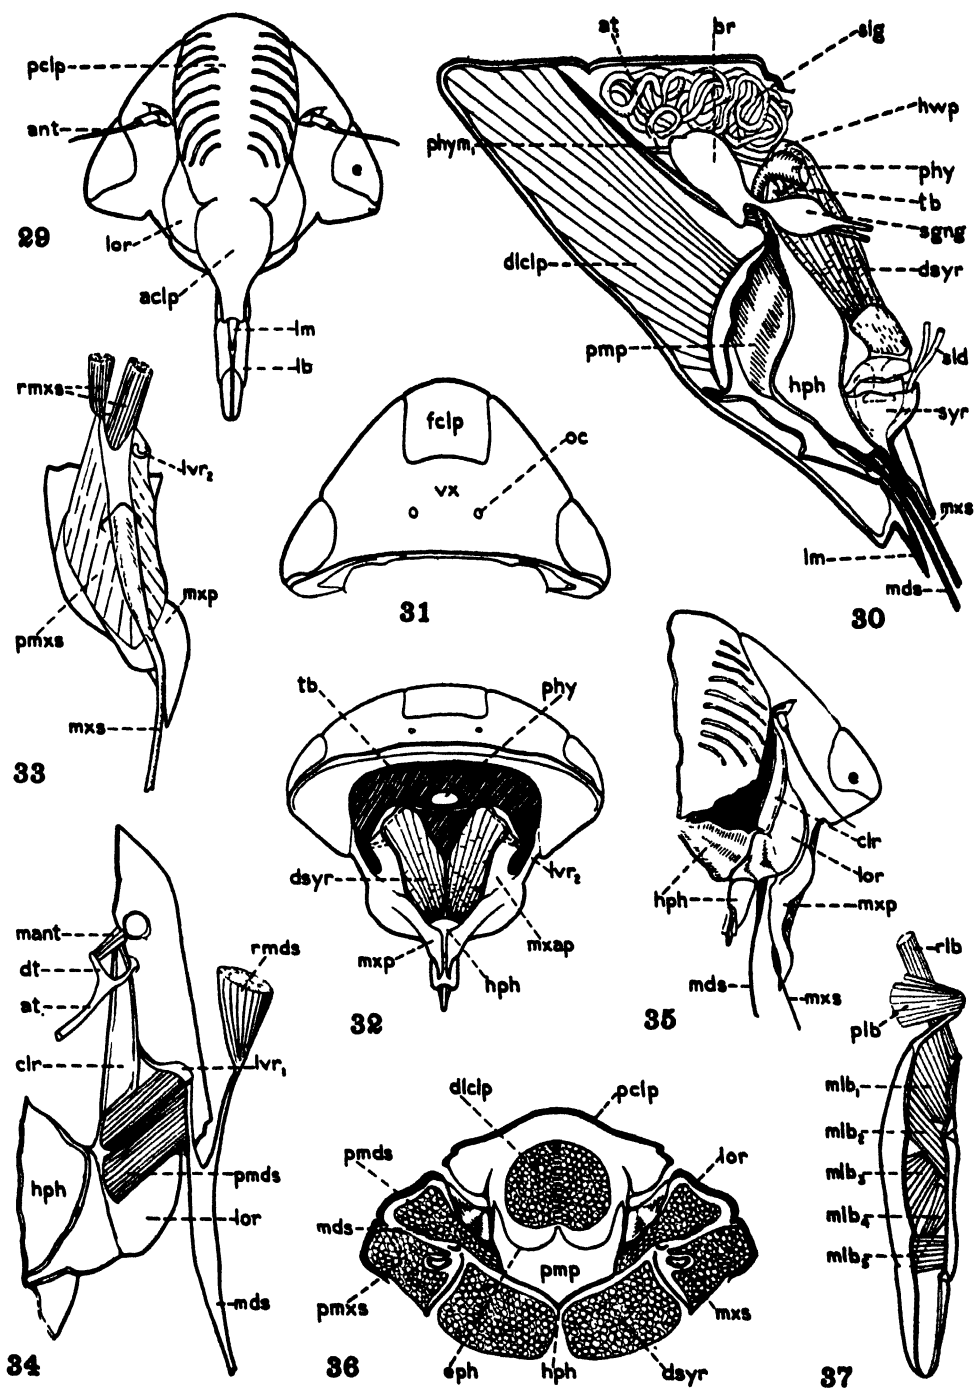 pclp
ant
e
lor
aclp
lm
lb
29
at
br
slg
hwp
phym₁
phy
tb
sgng
dlclp
dsyr
pmp
hph
sld
syr
mxs
lm
mds
30
rmxs
lvr₂
mxp
pmxs
mxs
33
fclp
oc
vx
31
tb
phy
dsyr
lvr₂
mxap
mxp
hph
32
e
clr
lor
hph
mxp
mds
mxs
35
mant
dt
at
rmds
clr
lvr₁
hph
pmds
lor
mds
34
dlclp
pclp
pmds
lor
mds
pmp
pmxs
mxs
eph
hph
dsyr
36
rlb
plb
mlb₁
mlb₂
mlb₃
mlb₄
mlb₅
37